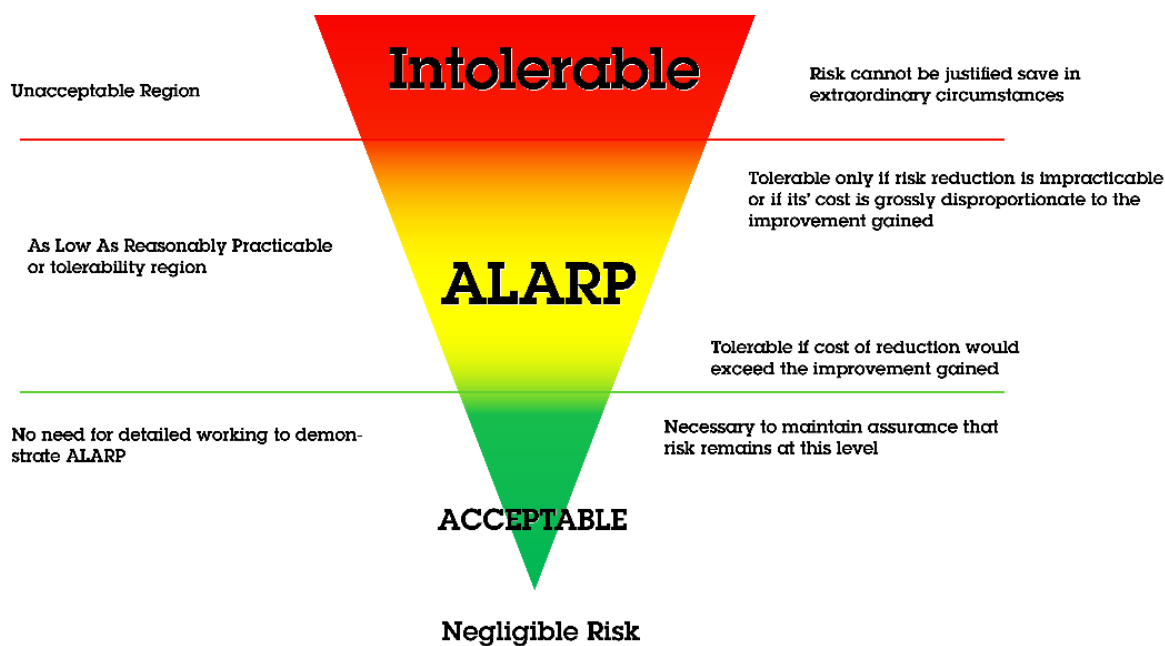 Intolerable
Unacceptable Region
Risk cannot be justified save in
extraordinary circumstances
Tolerable only if risk reduction is impracticable
or if its’ cost is grossly disproportionate to the
improvement gained
As Low As Reasonably Practicable
or tolerability region
ALARP
Tolerable if cost of reduction would
exceed the improvement gained
No need for detailed working to demon-
strate ALARP
Necessary to maintain assurance that
risk remains at this level
ACCEPTABLE
Negligible Risk